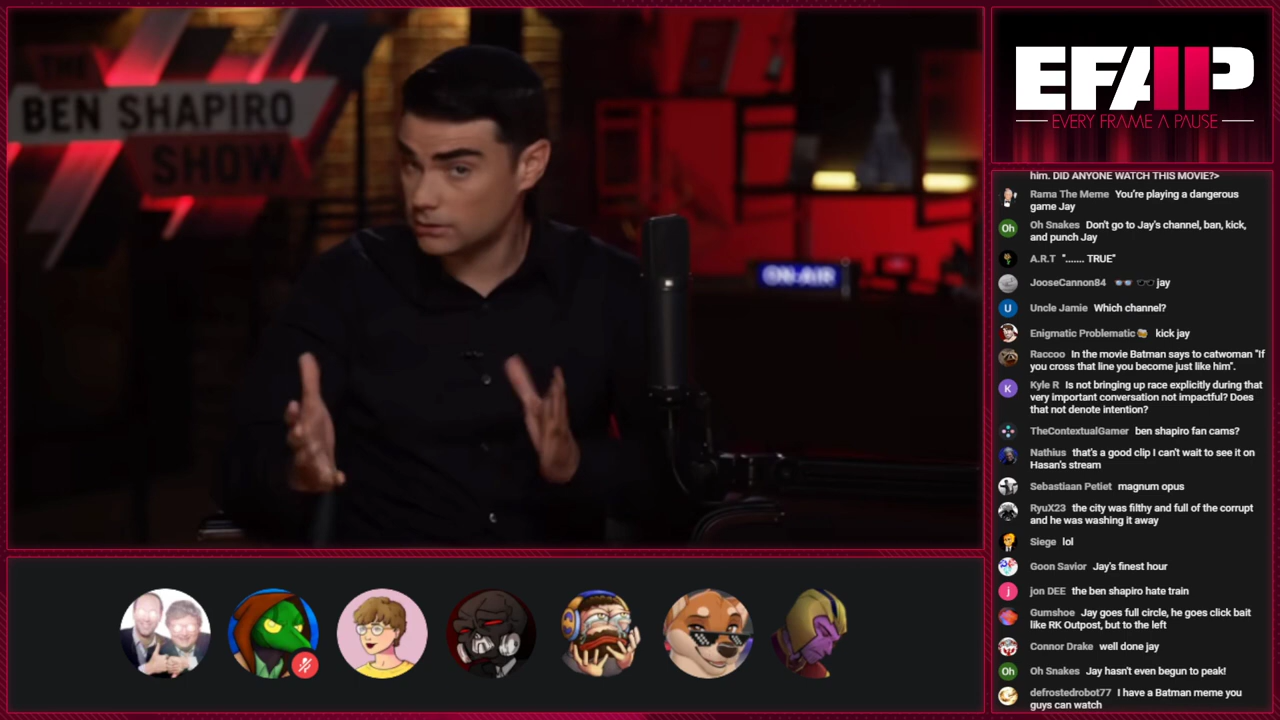 THE
BEN SHAPIRO
SHOW
ON-AIR
EFAP
EVERY FRAME A PAUSE
him. DID ANYONE WATCH THIS MOVIE?>
Rama The Meme You're playing a dangerous
game Jay
Oh
Oh Snakes Don't go to Jay's channel, ban, kick,
and punch Jay
A.R.T "....... TRUE"
JooseCannon84 👓 🕶️ jay
U
Uncle Jamie Which channel?
Enigmatic Problematic🍻 kick jay
Raccoo In the movie Batman says to catwoman "If
you cross that line you become just like him".
K
Kyle R Is not bringing up race explicitly during that
very important conversation not impactful? Does
that not denote intention?
TheContextualGamer ben shapiro fan cams?
Nathius that's a good clip I can't wait to see it on
Hasan's stream
Sebastiaan Petiet magnum opus
RyuX23 the city was filthy and full of the corrupt
and he was washing it away
Siege lol
Goon Savior Jay's finest hour
j
jon DEE the ben shapiro hate train
Gumshoe Jay goes full circle, he goes click bait
like RK Outpost, but to the left
Connor Drake well done jay
Oh
Oh Snakes Jay hasn't even begun to peak!
defrostedrobot77 I have a Batman meme you
guys can watch